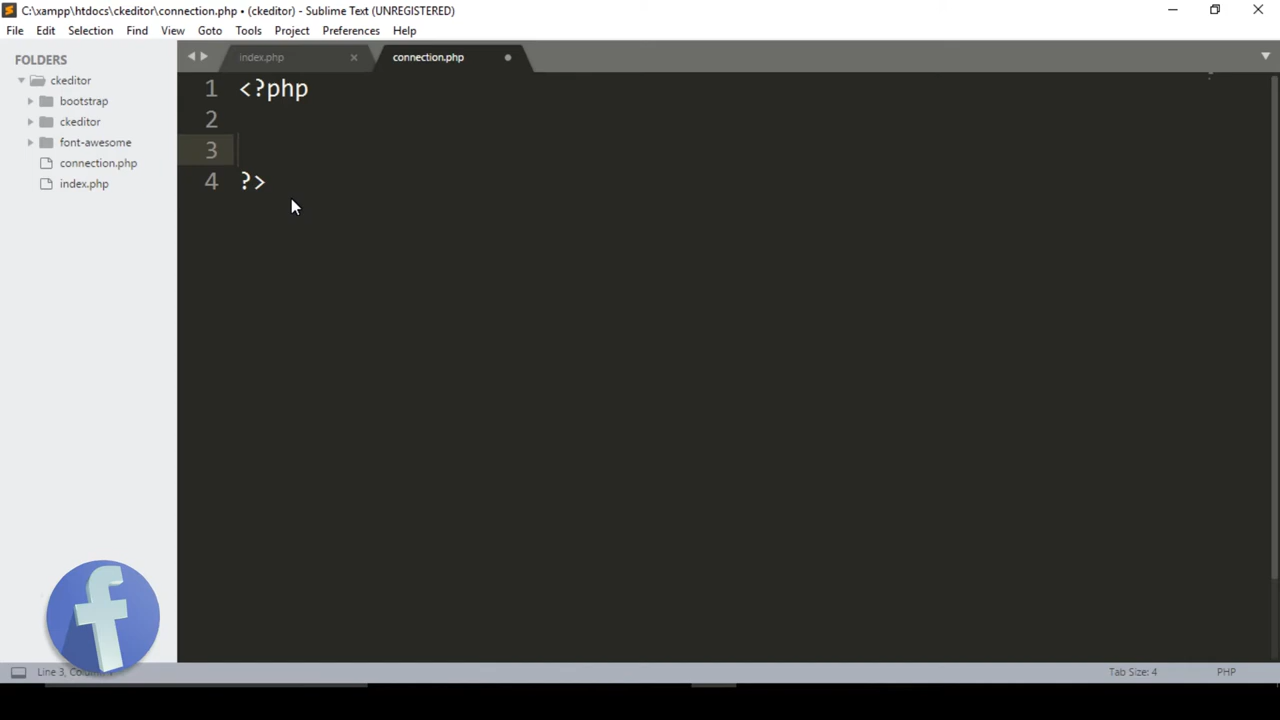 C:\xampp\htdocs\ckeditor\connection.php • (ckeditor) - Sublime Text (UNREGISTERED)
File Edit Selection Find View Goto Tools Project Preferences Help
FOLDERS
ckeditor
bootstrap
ckeditor
font-awesome
connection.php
index.php
index.php connection.php
1 <?php
2
3
4 ?>
f
Line 3, Tab Size: 4 PHP